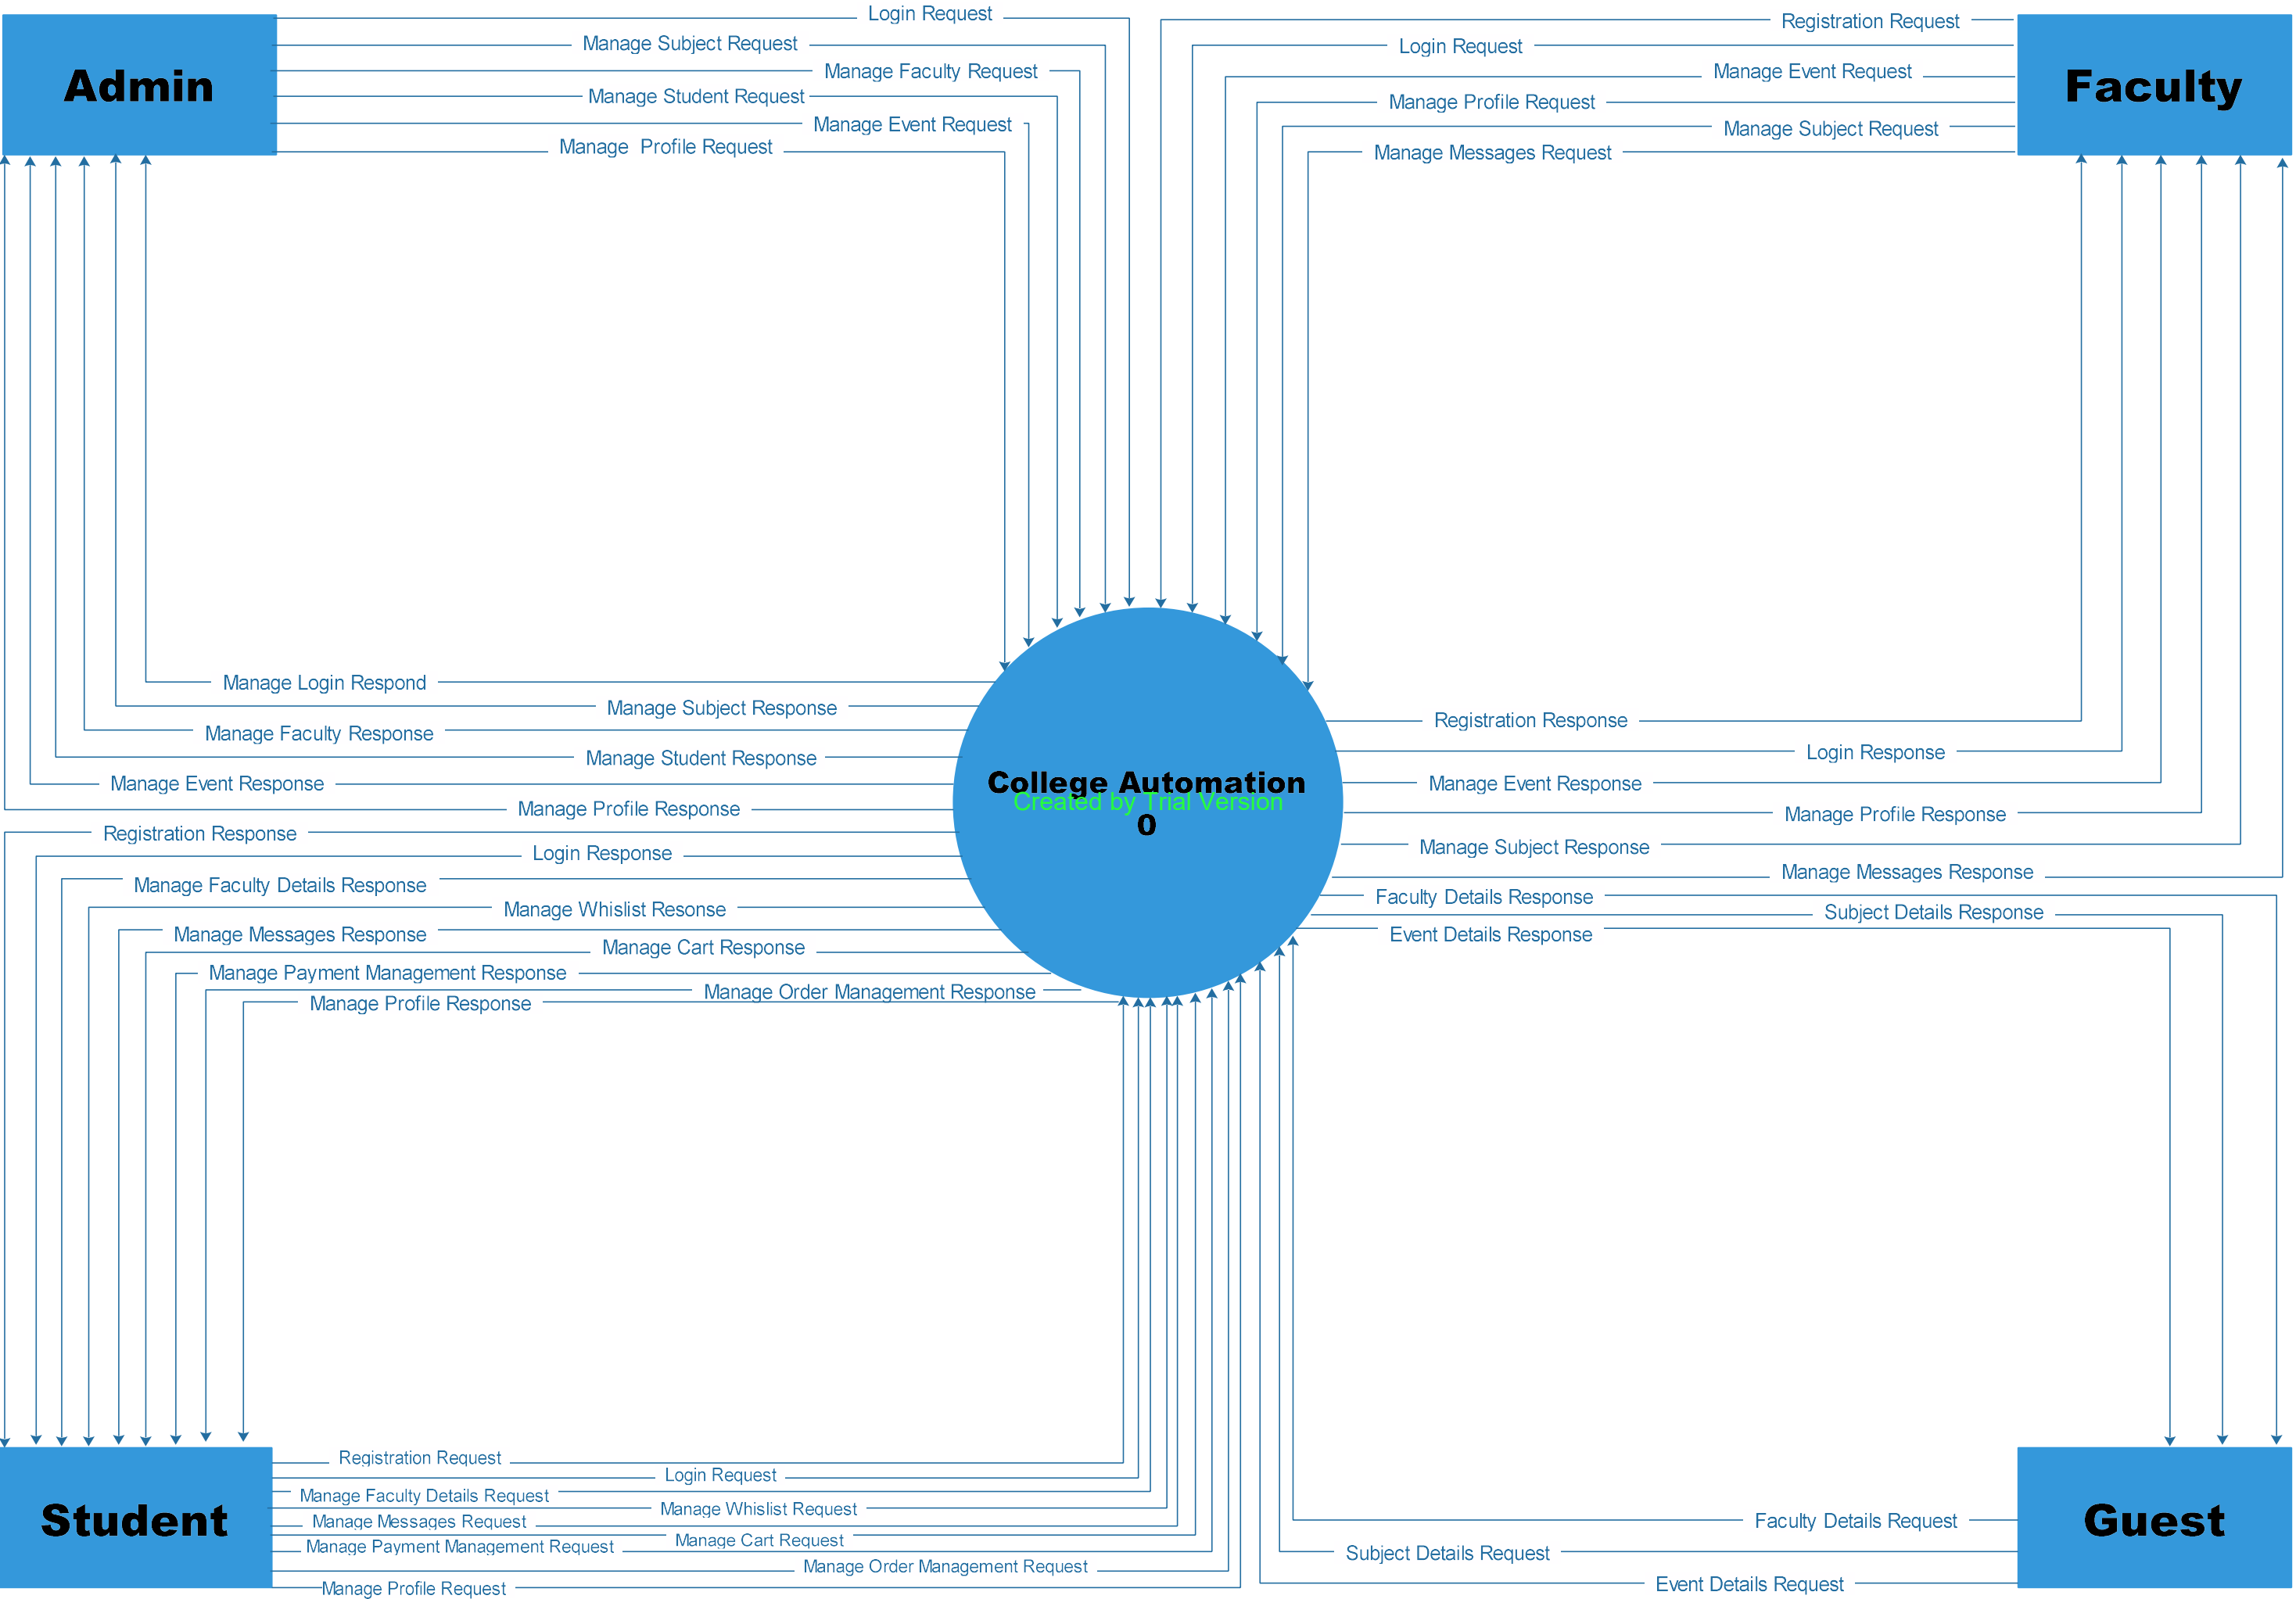 Admin
Login Request
Manage Subject Request
Manage Faculty Request
Manage Student Request
Manage Event Request
Manage  Profile Request
Faculty
Registration Request
Login Request
Manage Event Request
Manage Profile Request
Manage Subject Request
Manage Messages Request
Manage Login Respond
Manage Subject Response
Manage Faculty Response
Manage Student Response
Manage Event Response
Manage Profile Response
College Automation
Created by Trial Version
0
Registration Response
Login Response
Manage Event Response
Manage Profile Response
Manage Subject Response
Manage Messages Response
Registration Response
Login Response
Manage Faculty Details Response
Manage Whislist Resonse
Manage Messages Response
Manage Cart Response
Manage Payment Management Response
Manage Order Management Response
Manage Profile Response
Faculty Details Response
Subject Details Response
Event Details Response
Student
Registration Request
Login Request
Manage Faculty Details Request
Manage Whislist Request
Manage Messages Request
Manage Cart Request
Manage Payment Management Request
Manage Order Management Request
Manage Profile Request
Guest
Faculty Details Request
Subject Details Request
Event Details Request